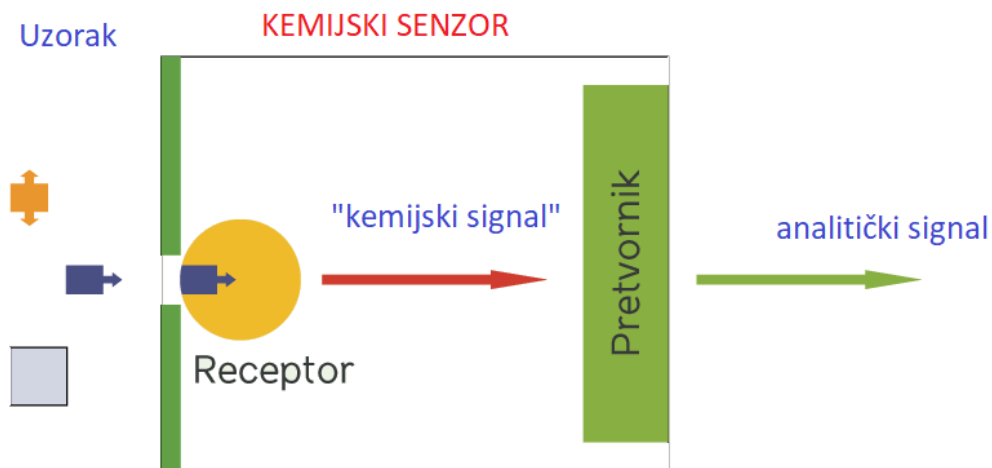 Uzorak
KEMIJSKI SENZOR
"kemijski signal"
Receptor
Pretvornik
analitički signal